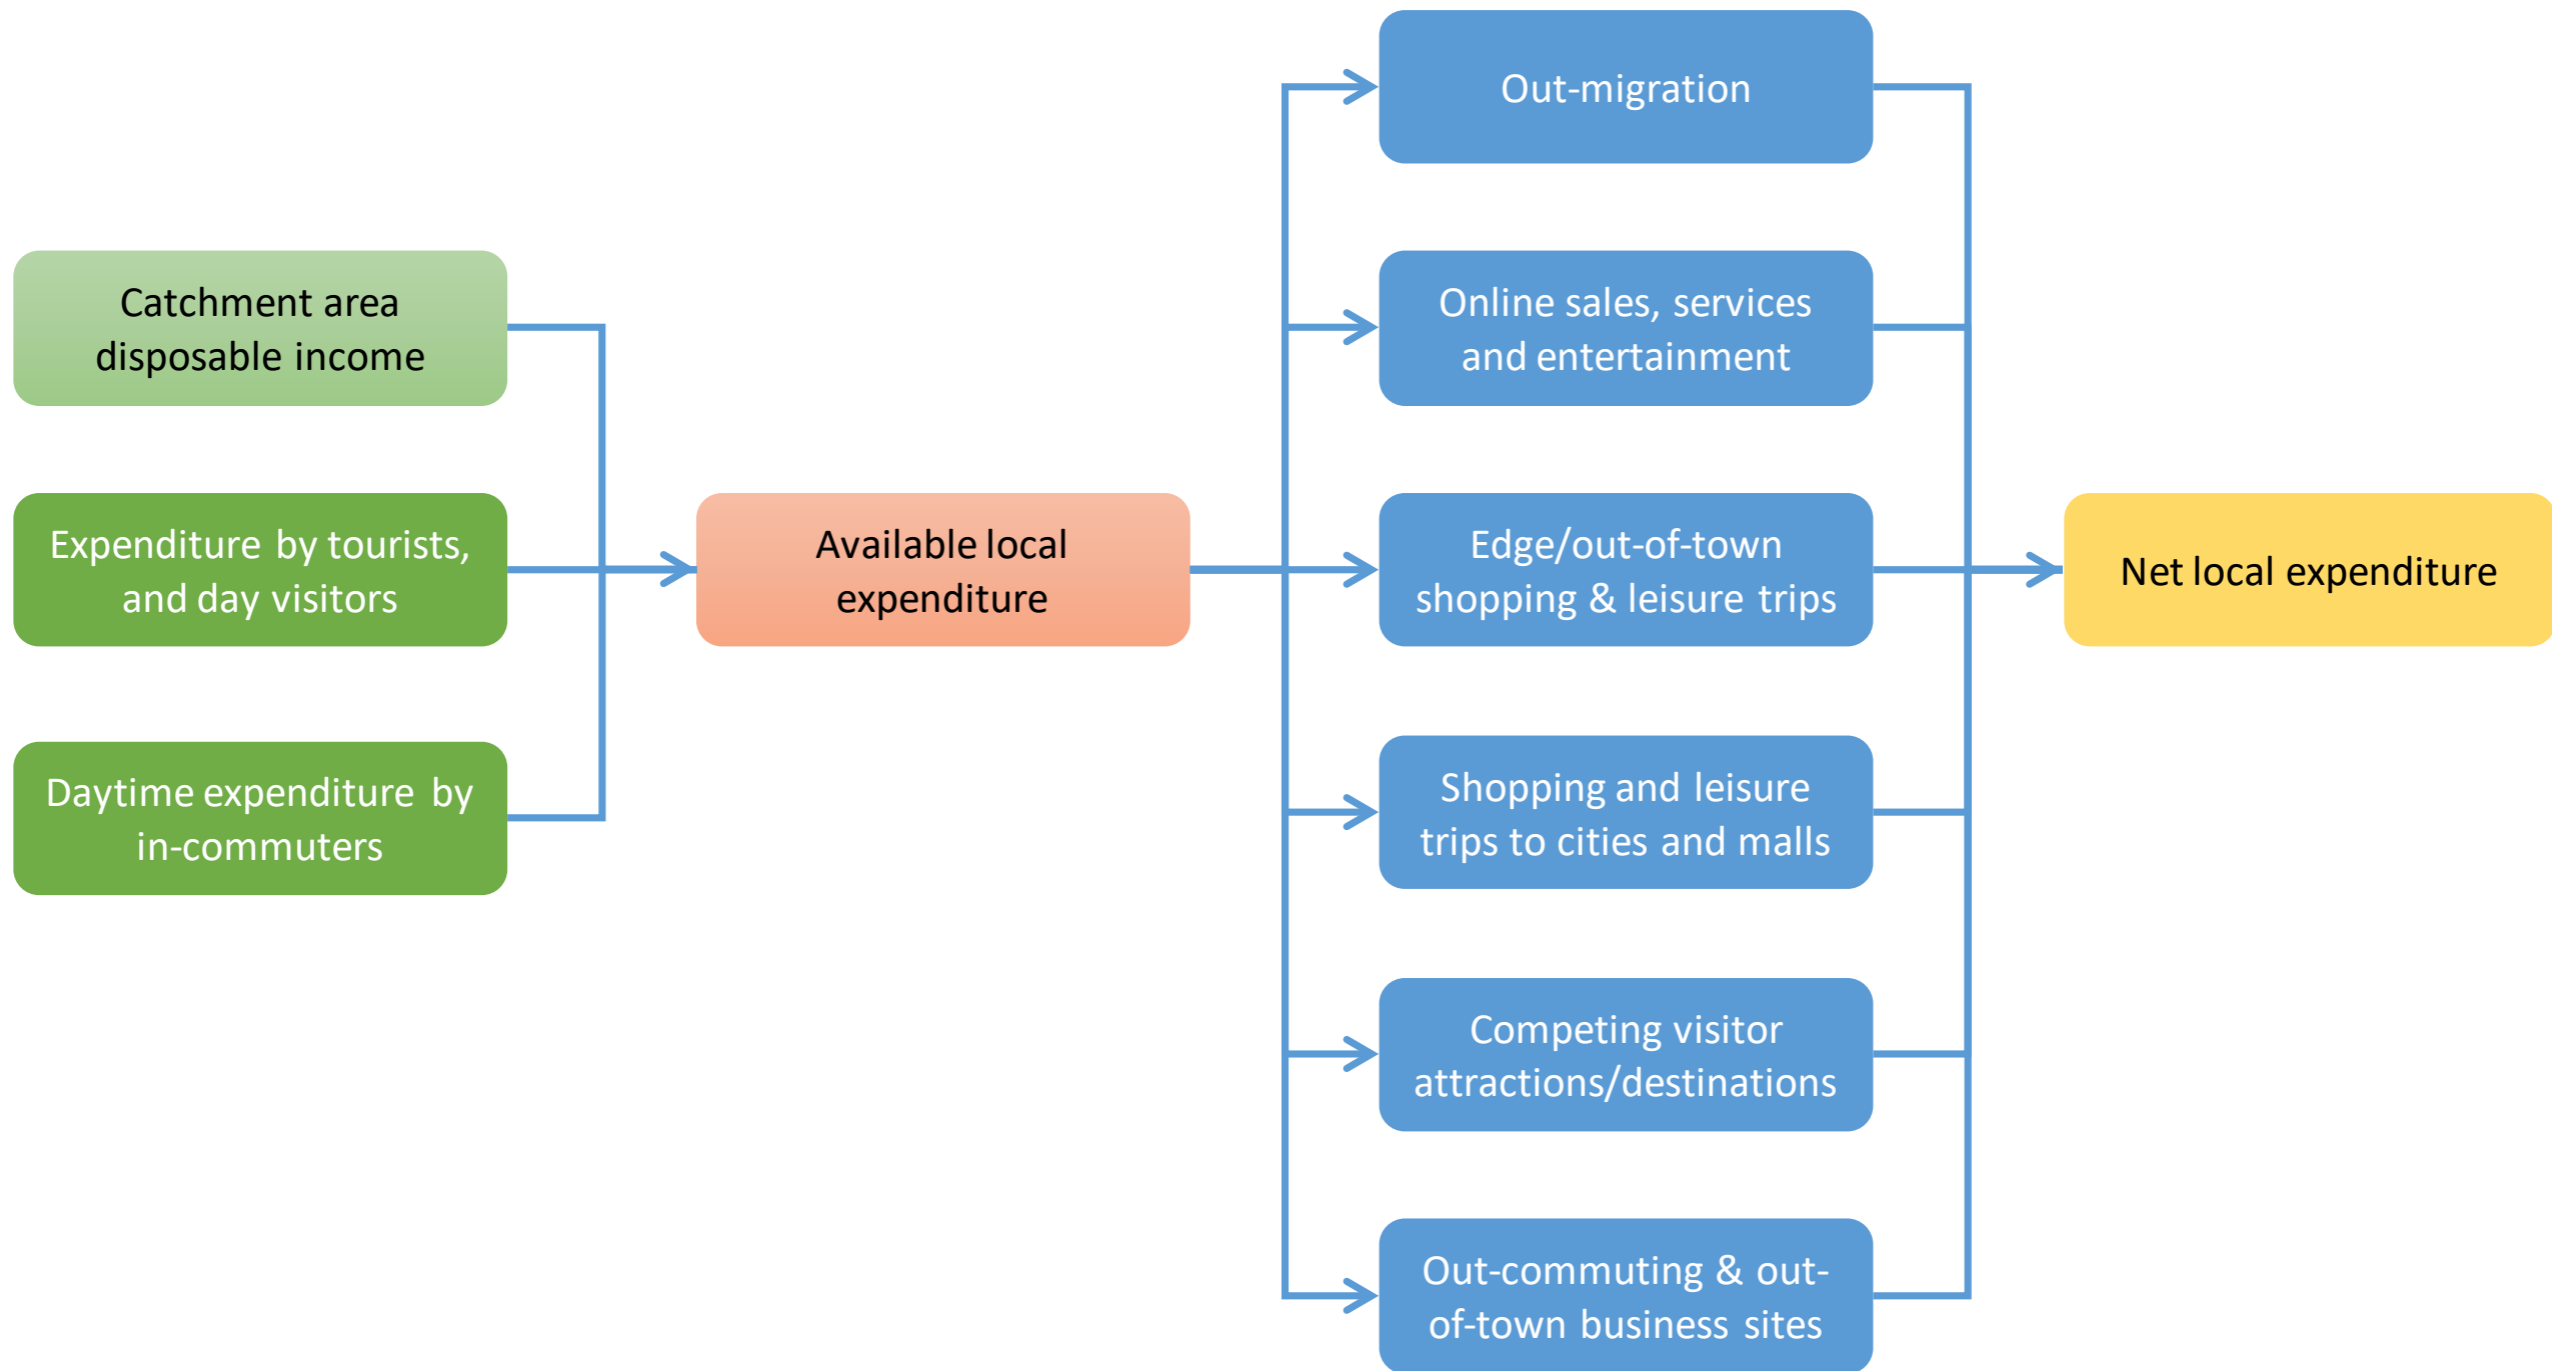 Catchment area
disposable income
Expenditure by tourists,
and day visitors
Daytime expenditure by
in-commuters
Available local
expenditure
Out-migration
Online sales, services
and entertainment
Edge/out-of-town
shopping & leisure trips
Shopping and leisure
trips to cities and malls
Competing visitor
attractions/destinations
Out-commuting & out-
of-town business sites
Net local expenditure